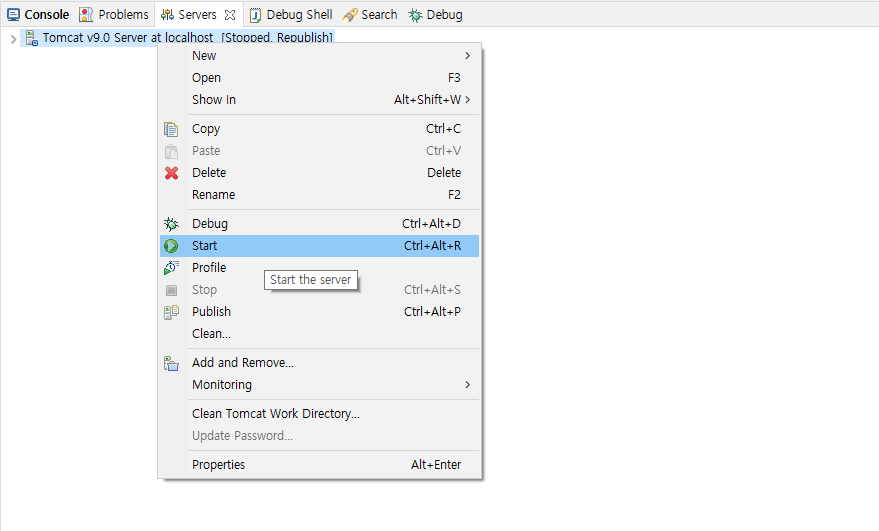 Console Problems Servers Debug Shell Search Debug
Tomcat v9.0 Server at localhost [Stopped, Republish]
New
Open F3
Show In Alt+Shift+W
Copy Ctrl+C
Paste Ctrl+V
Delete Delete
Rename F2
Debug Ctrl+Alt+D
Start Ctrl+Alt+R
Profile
Start the server
Stop Ctrl+Alt+S
Publish Ctrl+Alt+P
Clean...
Add and Remove...
Monitoring
Clean Tomcat Work Directory...
Update Password...
Properties Alt+Enter